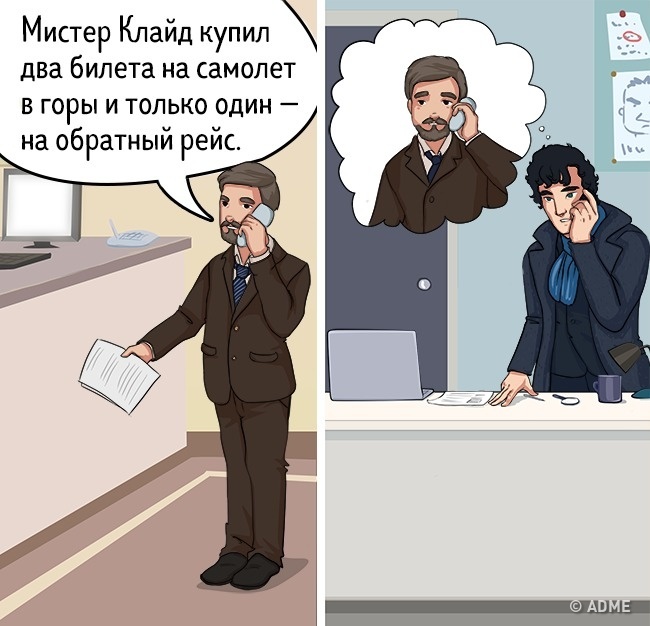 Мистер Клайд купил
два билета на самолет
в горы и только один —
на обратный рейс.
© ADME